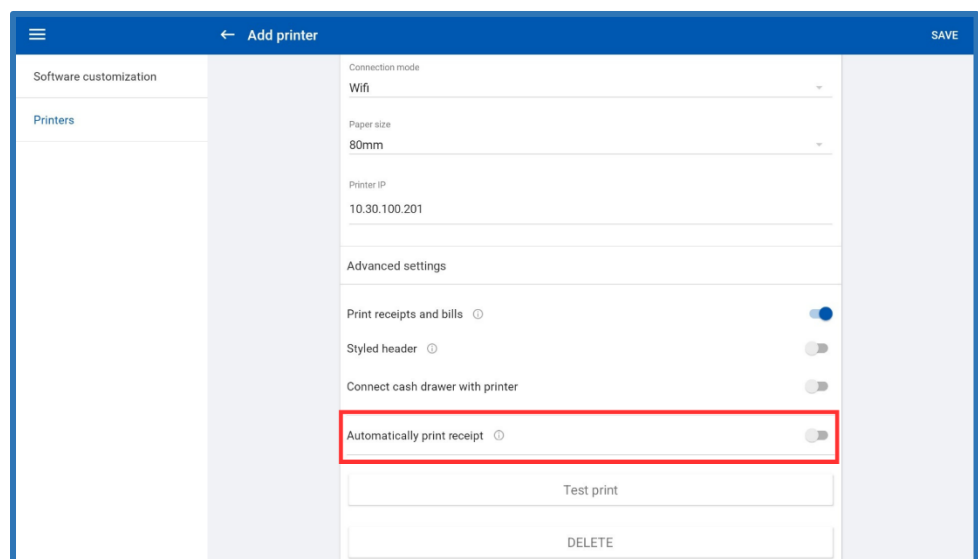 Add printer
SAVE
Software customization
Printers
Connection mode
Wifi
Paper size
80mm
Printer IP
10.30.100.201
Advanced settings
Print receipts and bills
Styled header
Connect cash drawer with printer
Automatically print receipt
Test print
DELETE